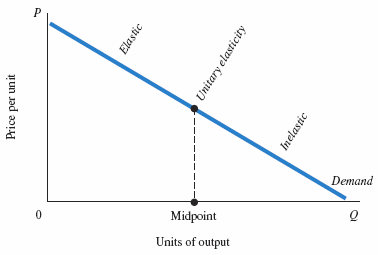 P
Elastic
Unitary elasticity
Price per unit
Inelastic
Demand
0
Midpoint
Q
Units of output